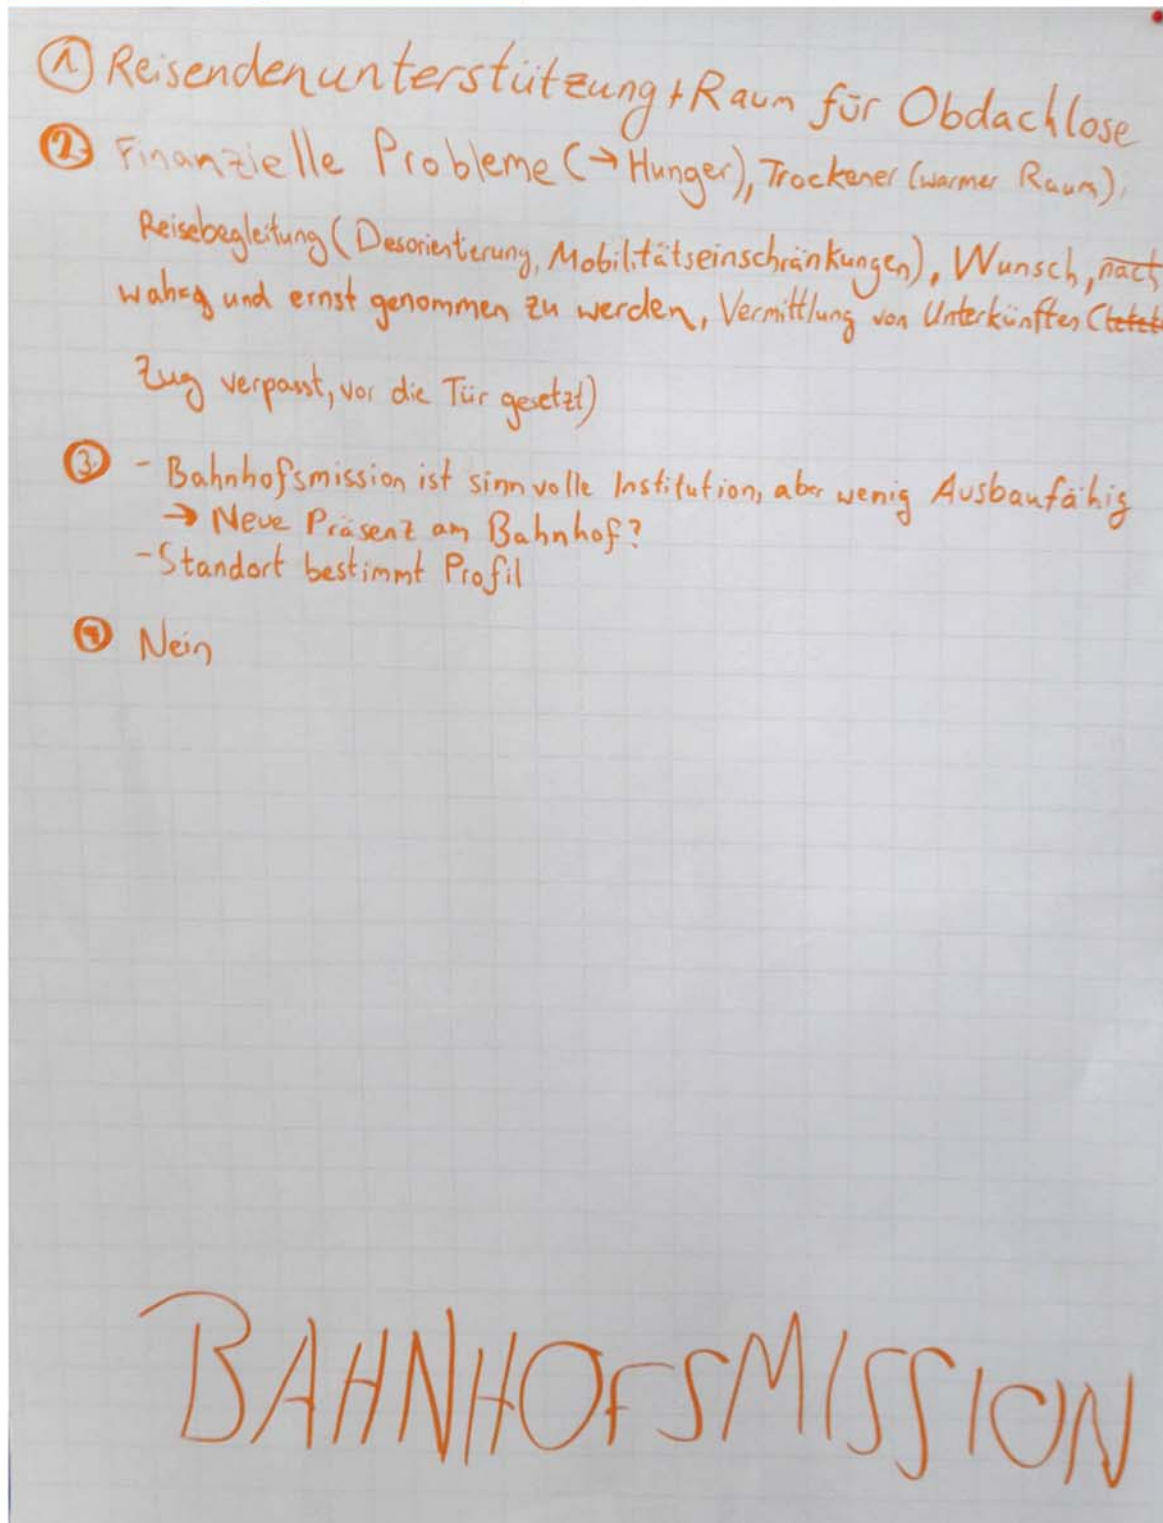 ① Reisendenunterstützung + Raum für Obdachlose
② Finanzielle Probleme (→ Hunger), Trockener (warmer Raum),
Reisebegleitung (Desorientierung, Mobilitätseinschränkungen), Wunsch,
wahr und ernst genommen zu werden, Vermittlung von Unterkünften (
Zug verpasst, vor die Tür gesetzt)
③ - Bahnhofsmission ist sinnvolle Institution, aber wenig Ausbaufähig
→ Neue Präsenz am Bahnhof?
- Standort bestimmt Profil
④ Nein
BAHNHOFSMISSION